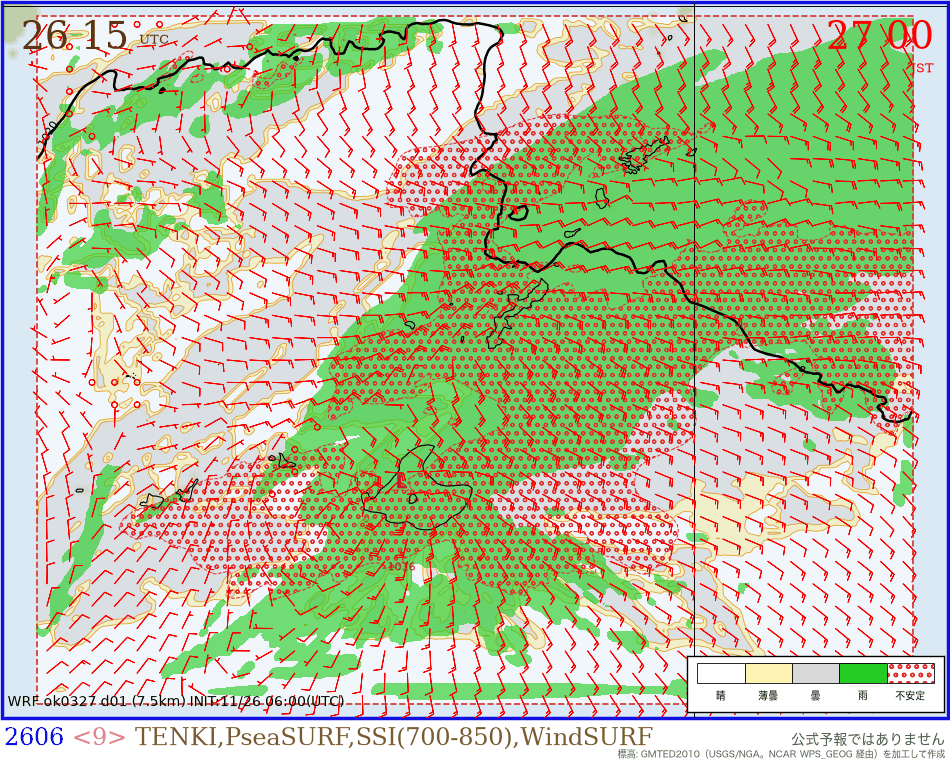 26 15 UTC
27 00
JST
1016
晴 薄曇 曇 雨 不安定
WRF ok0327 d01 (7.5km) INIT:11/26 06:00(UTC)
2606 <9> TENKI,PseaSURF,SSI(700-850),WindSURF
公式予報ではありません
標高: GMTED2010（USGS/NGA。NCAR WPS_GEOG 経由）を加工して作成